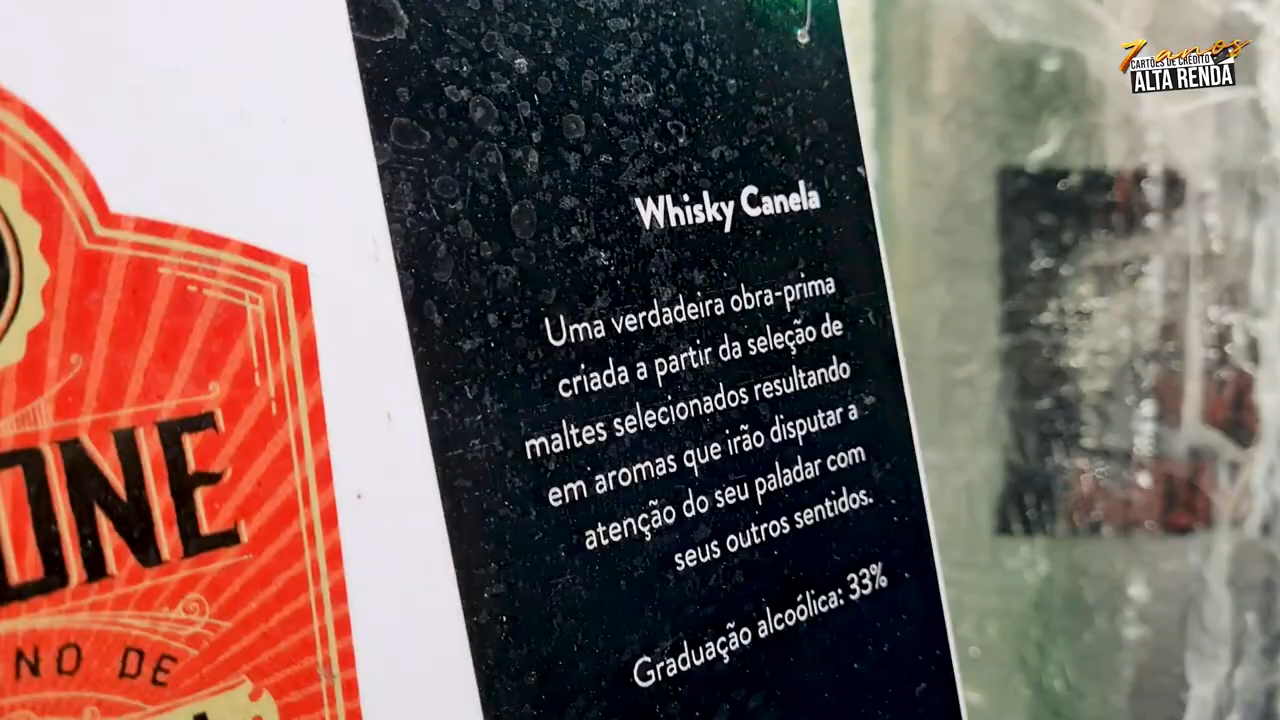 7 anos
CARTÕES DE CRÉDITO
ALTA RENDA
Whisky Canela
Uma verdadeira obra-prima
criada a partir da seleção de
maltes selecionados resultando
em aromas que irão disputar a
atenção do seu paladar com
seus outros sentidos.
Graduação alcoólica: 33%
ONE
NO DE